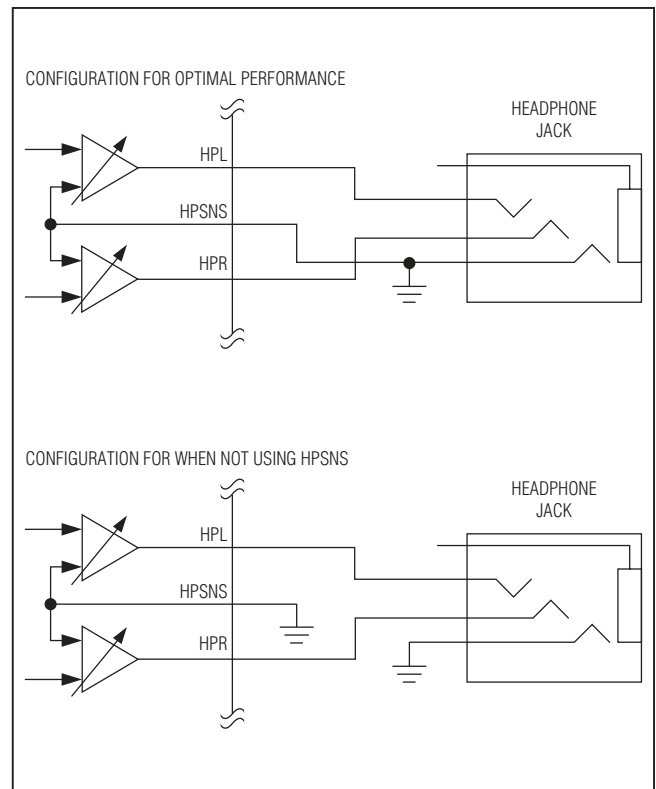 CONFIGURATION FOR OPTIMAL PERFORMANCE
HEADPHONE
JACK
HPL
HPSNS
HPR
CONFIGURATION FOR WHEN NOT USING HPSNS
HEADPHONE
JACK
HPL
HPSNS
HPR